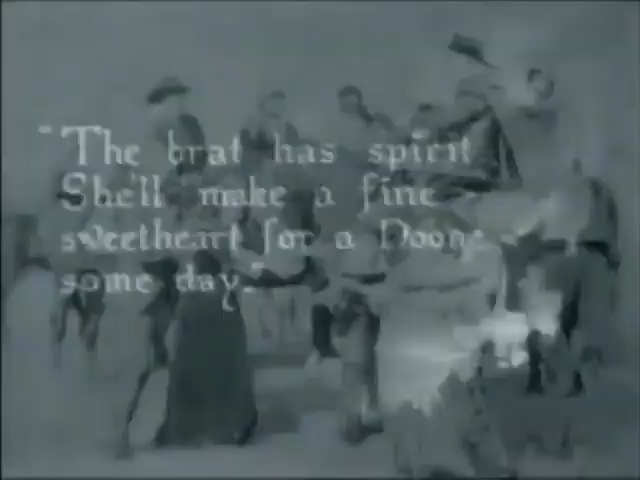 "The brat has spirit
She'll make a fine
sweetheart for a Doone
some day."